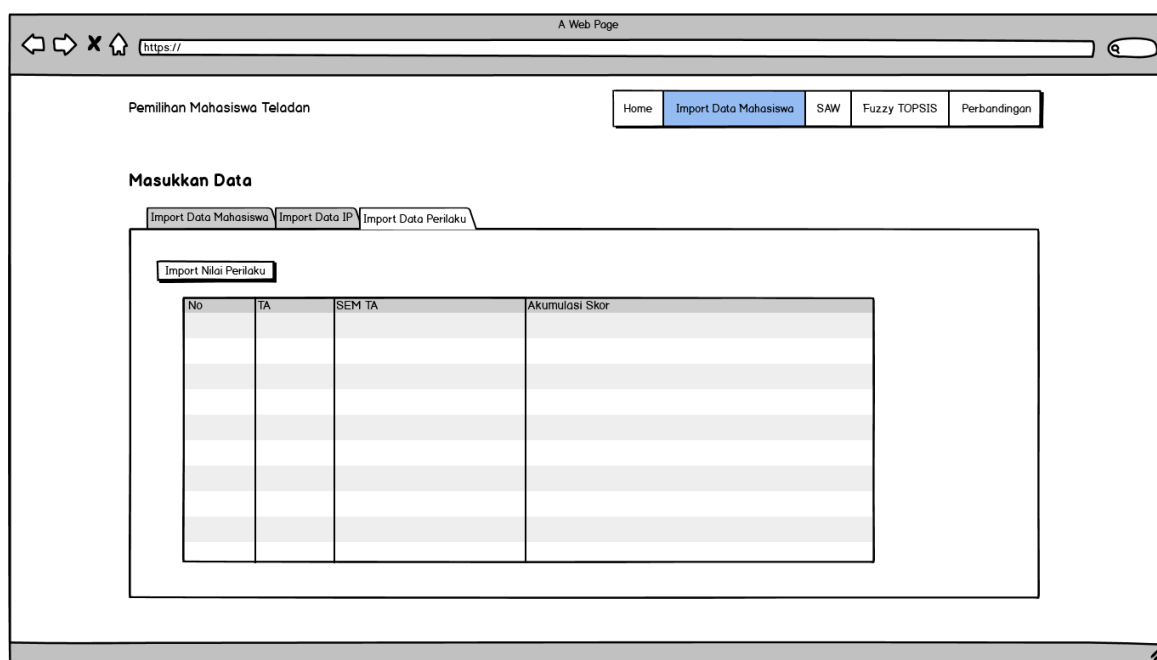 A Web Page
https://
Pemilihan Mahasiswa Teladan
Home Import Data Mahasiswa SAW Fuzzy TOPSIS Perbandingan
Masukkan Data
Import Data Mahasiswa Import Data IP Import Data Perilaku
Import Nilai Perilaku
No TA SEM TA Akumulasi Skor